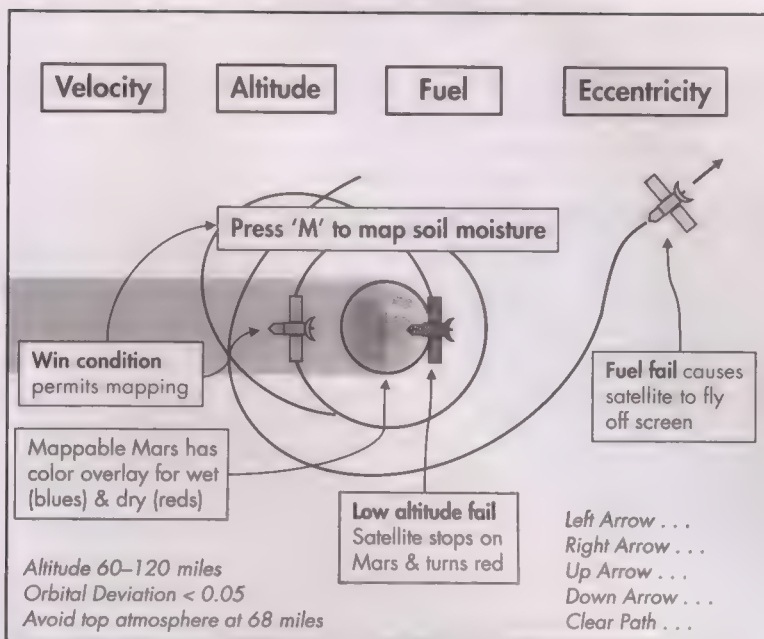 Velocity
Altitude
Fuel
Eccentricity
Press 'M' to map soil moisture
Win condition
permits mapping
Fuel fail causes
satellite to fly
off screen
Mappable Mars has
color overlay for wet
(blues) & dry (reds)
Low altitude fail
Satellite stops on
Mars & turns red
Altitude 60–120 miles
Orbital Deviation < 0.05
Avoid top atmosphere at 68 miles
Left Arrow . . .
Right Arrow . . .
Up Arrow . . .
Down Arrow . . .
Clear Path . . .